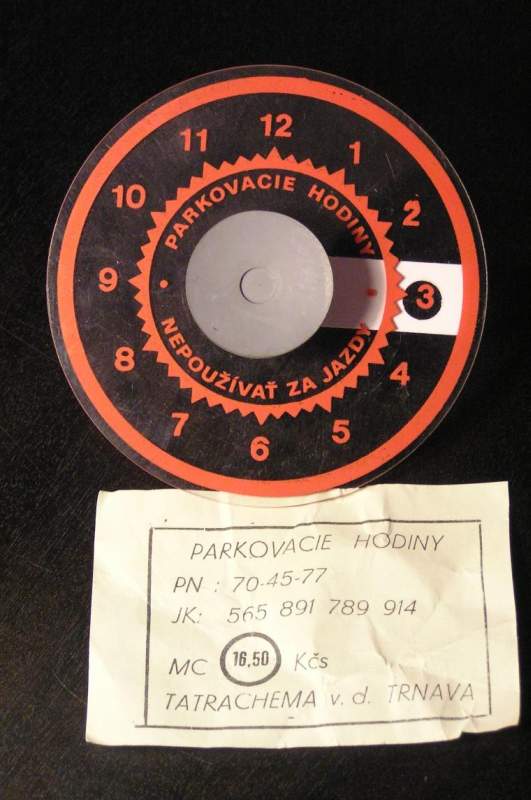 12
1
2
3
4
5
6
7
8
9
10
11
PARKOVACIE HODINY
NEPOUŽÍVAŤ ZA JAZDY
PARKOVACIE HODINY
PN : 70-45-77
JK: 565 891 789 914
MC 16,50 Kčs
TATRACHEMA v. d. TRNAVA